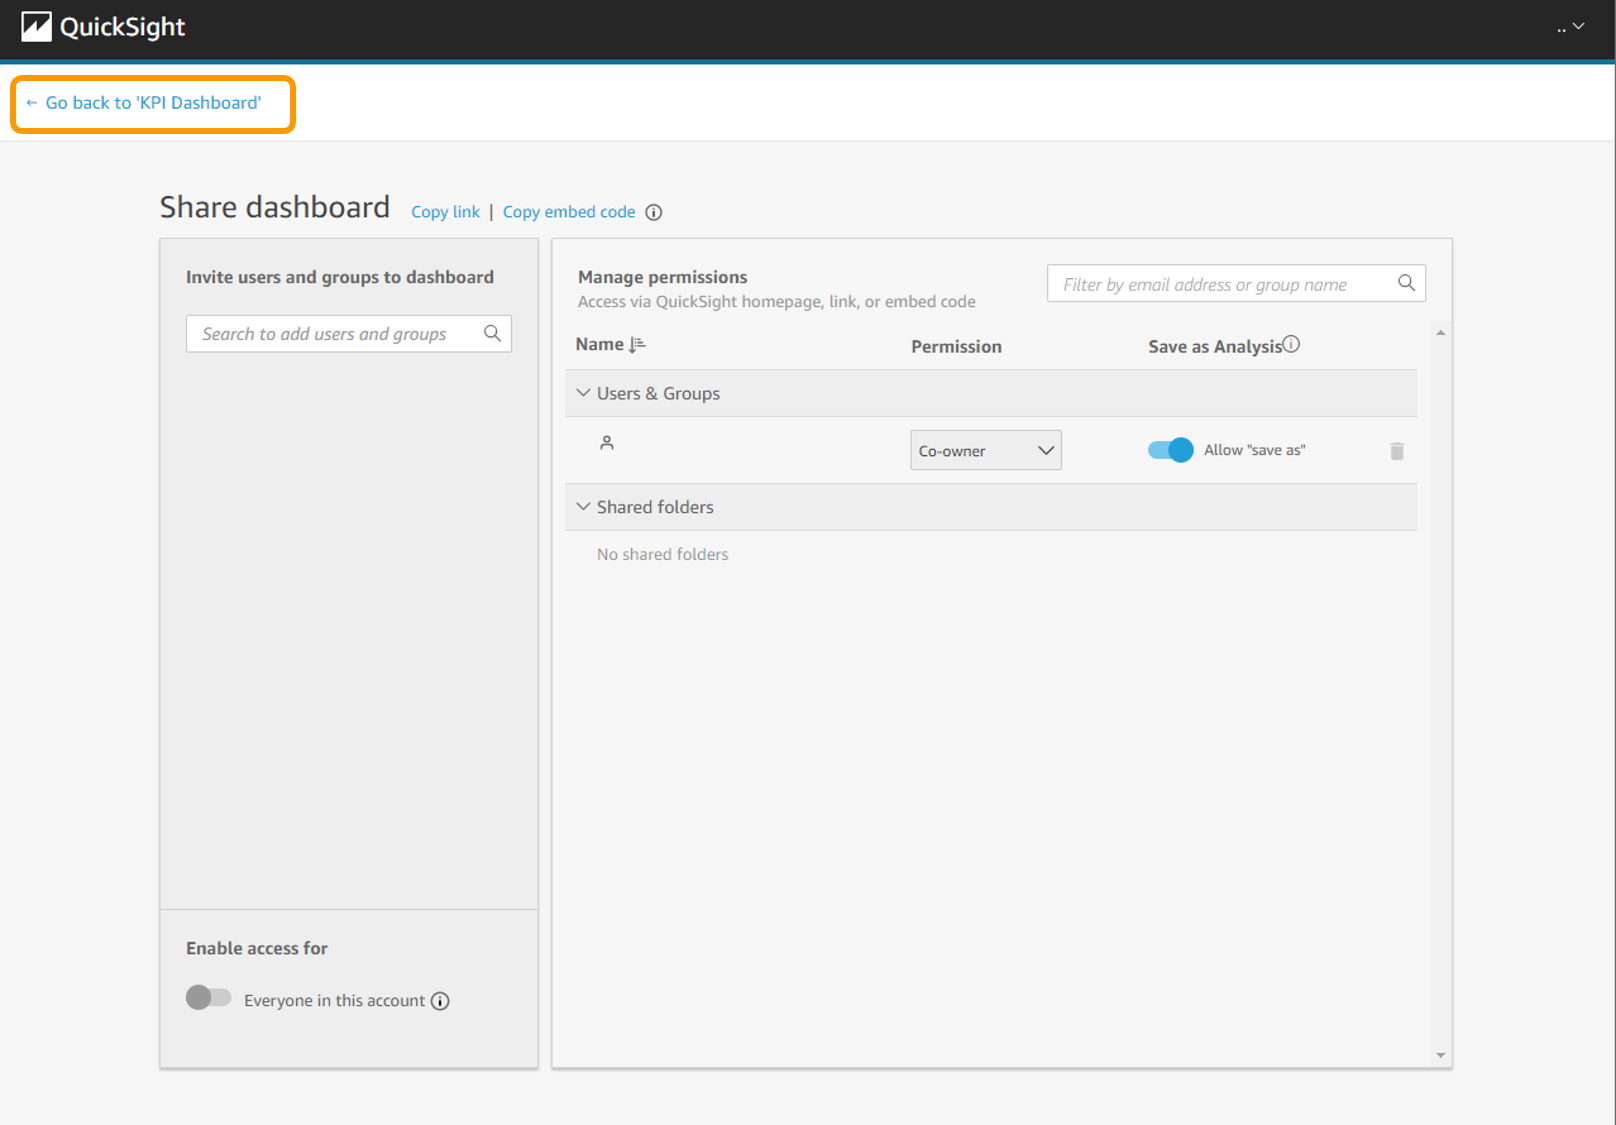 QuickSight
..
← Go back to 'KPI Dashboard'
Share dashboard Copy link | Copy embed code
Invite users and groups to dashboard
Search to add users and groups
Manage permissions
Access via QuickSight homepage, link, or embed code
Filter by email address or group name
Name Permission Save as Analysis
Users & Groups
Co-owner Allow "save as"
Shared folders
No shared folders
Enable access for
Everyone in this account